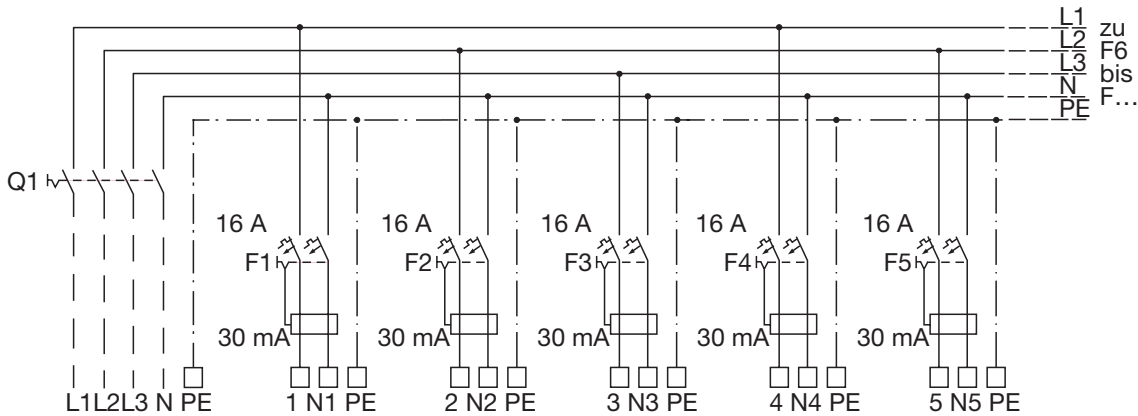 L1 zu
L2 F6
L3 bis
N F...
PE
Q1
16 A 16 A 16 A 16 A 16 A
F1 F2 F3 F4 F5
30 mA 30 mA 30 mA 30 mA 30 mA
L1 L2 L3 N PE 1 N1 PE 2 N2 PE 3 N3 PE 4 N4 PE 5 N5 PE